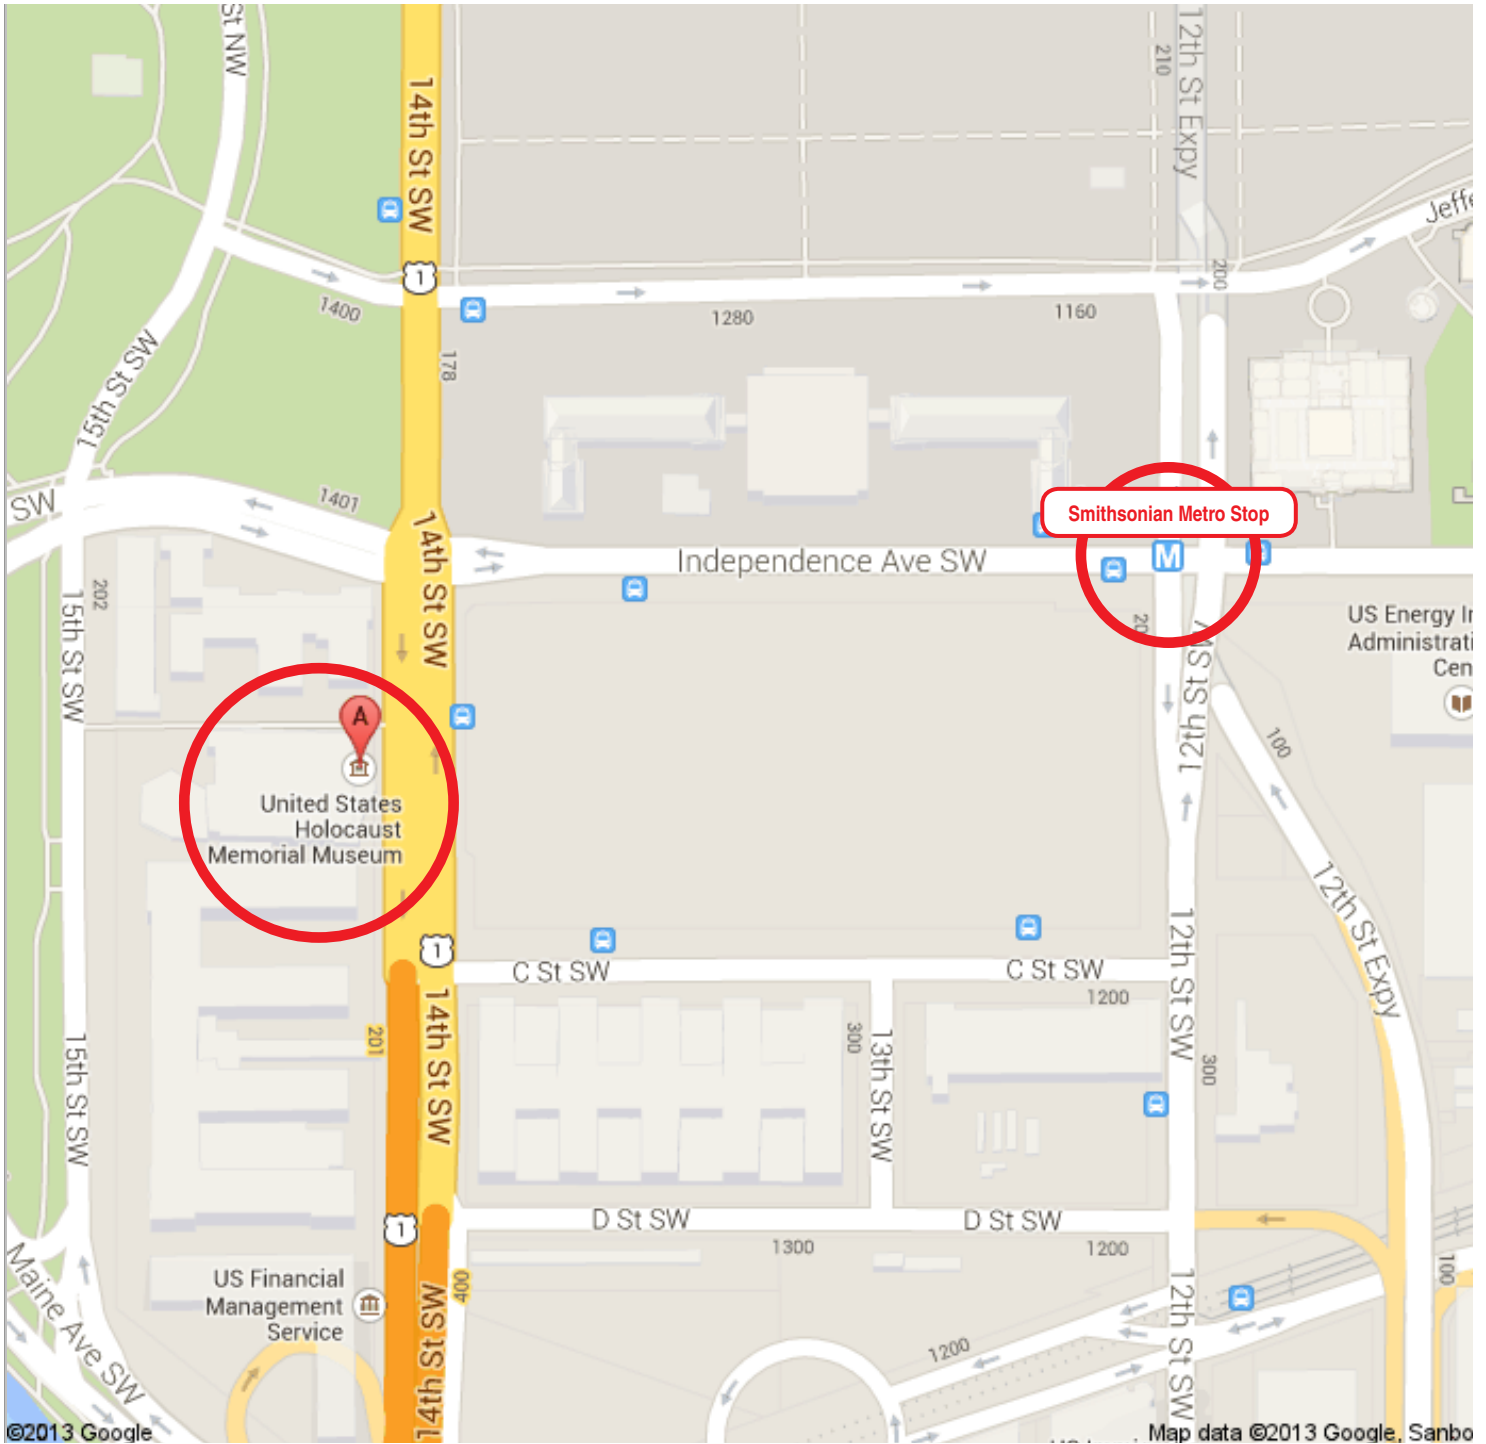 St NW
14th St SW
12th St Expy
210
Jeffe
1
200
1400
1280
1160
178
15th St SW
SW
1401
14th St SW
Smithsonian Metro Stop
Independence Ave SW
M
202
15th St SW
20
12th St SW
US Energy In
Administrati
Cen
A
100
United States
Holocaust
Memorial Museum
12th St Expy
1
C St SW
C St SW
1200
12th St SW
14th St SW
201
300
13th St SW
300
15th St SW
1
D St SW
D St SW
1300
1200
100
Maine Ave SW
US Financial
Management
Service
400
14th St SW
12th St SW
1200
©2013 Google
Map data ©2013 Google, Sanbo